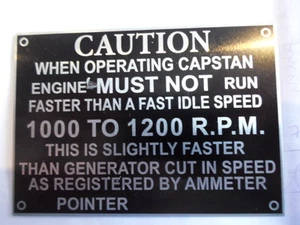 CAUTION
WHEN OPERATING CAPSTAN
ENGINE MUST NOT RUN
FASTER THAN A FAST IDLE SPEED
1000 TO 1200 R.P.M.
THIS IS SLIGHTLY FASTER
THAN GENERATOR CUT IN SPEED
AS REGISTERED BY AMMETER
POINTER